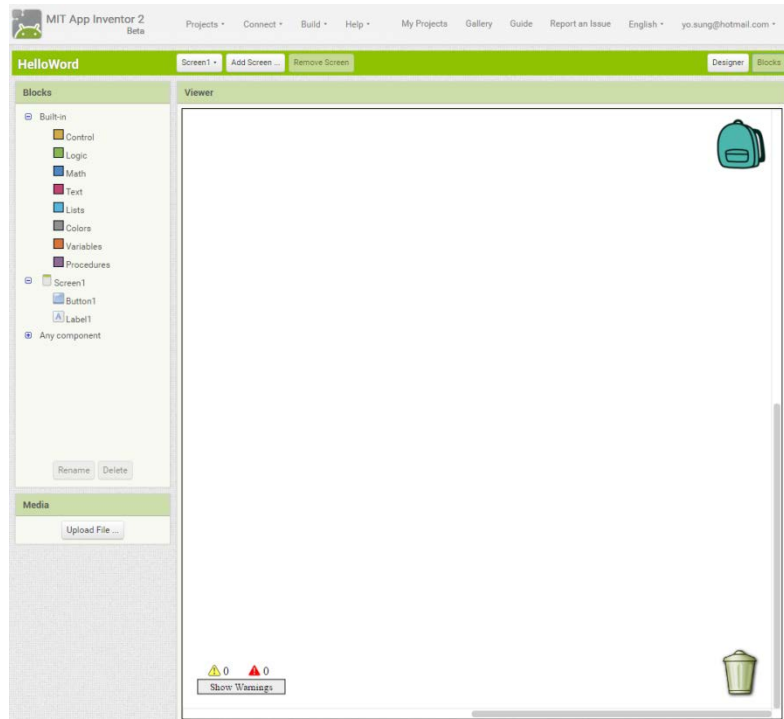 MIT App Inventor 2
Beta
Projects Connect Build Help My Projects Gallery Guide Report an Issue English yo.sung@hotmail.com
HelloWord Screen1 Add Screen ... Remove Screen Designer Blocks
Blocks
Viewer
Built-in
Control
Logic
Math
Text
Lists
Colors
Variables
Procedures
Screen1
Button1
A Label1
Any component
Rename Delete
Media
Upload File ...
0 0
Show Warnings